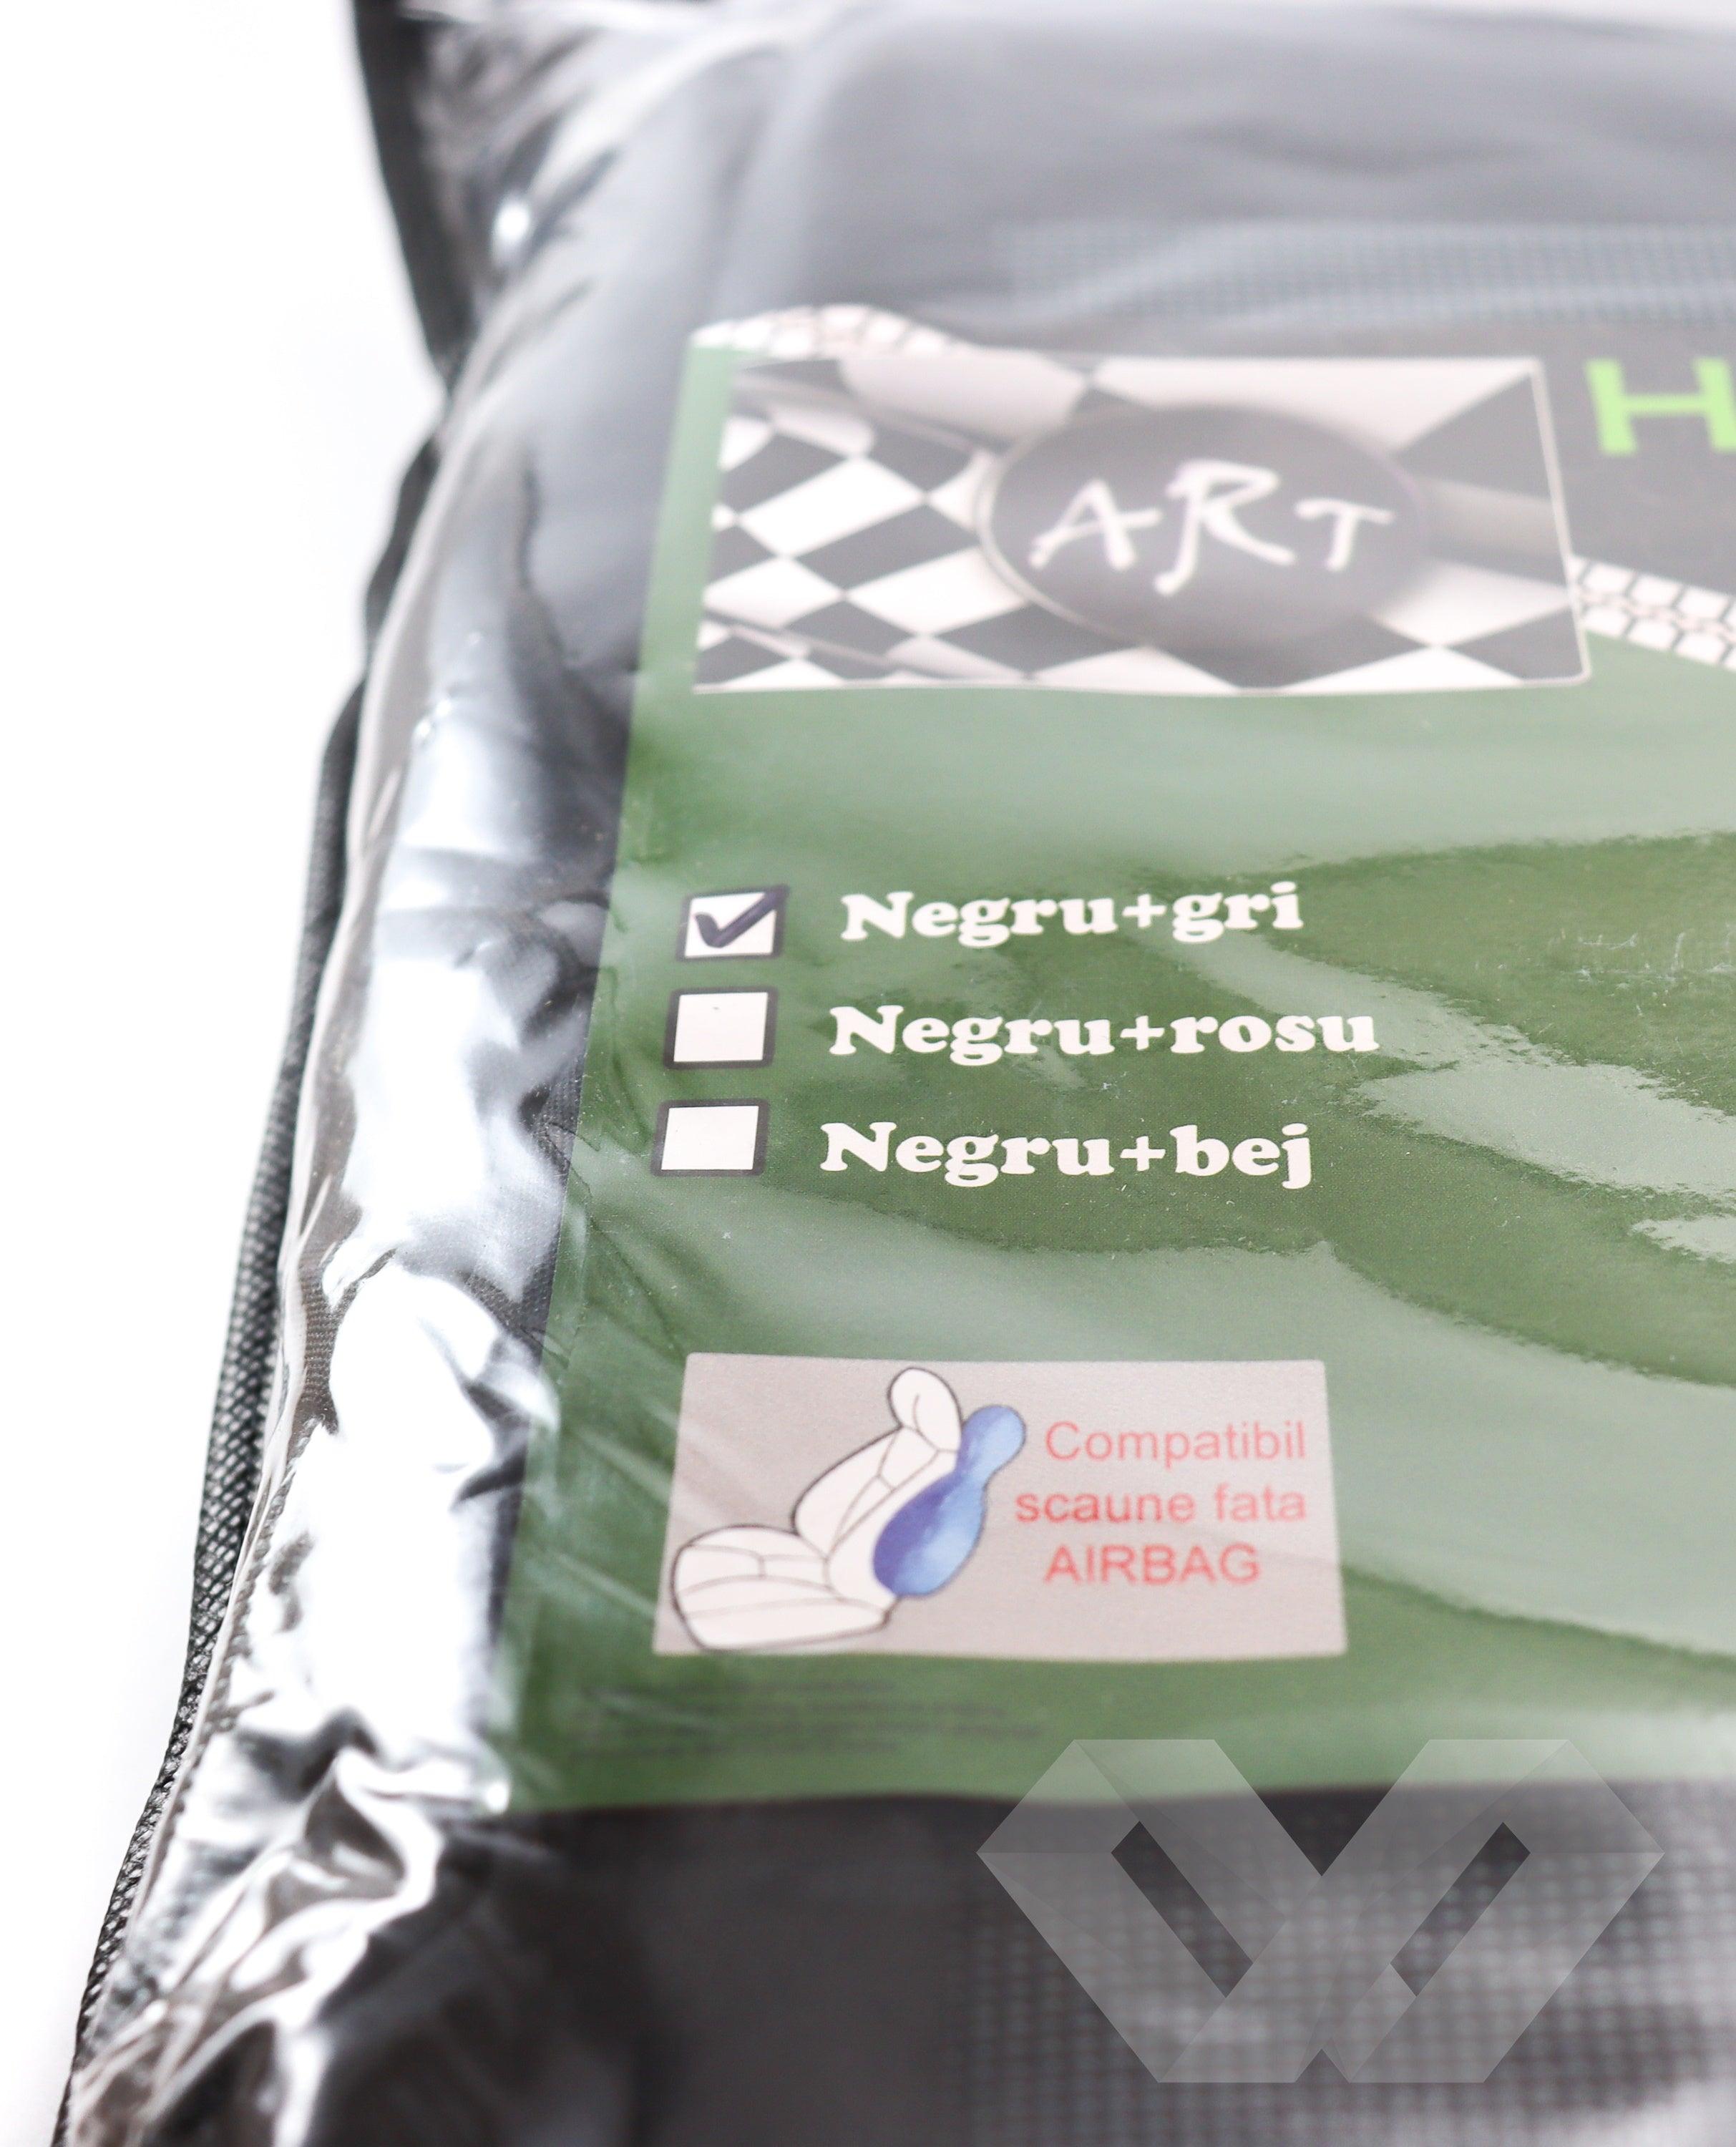 ART
H
Negru+gri
Negru+rosu
Negru+bej
Compatibil
scaune fata
AIRBAG